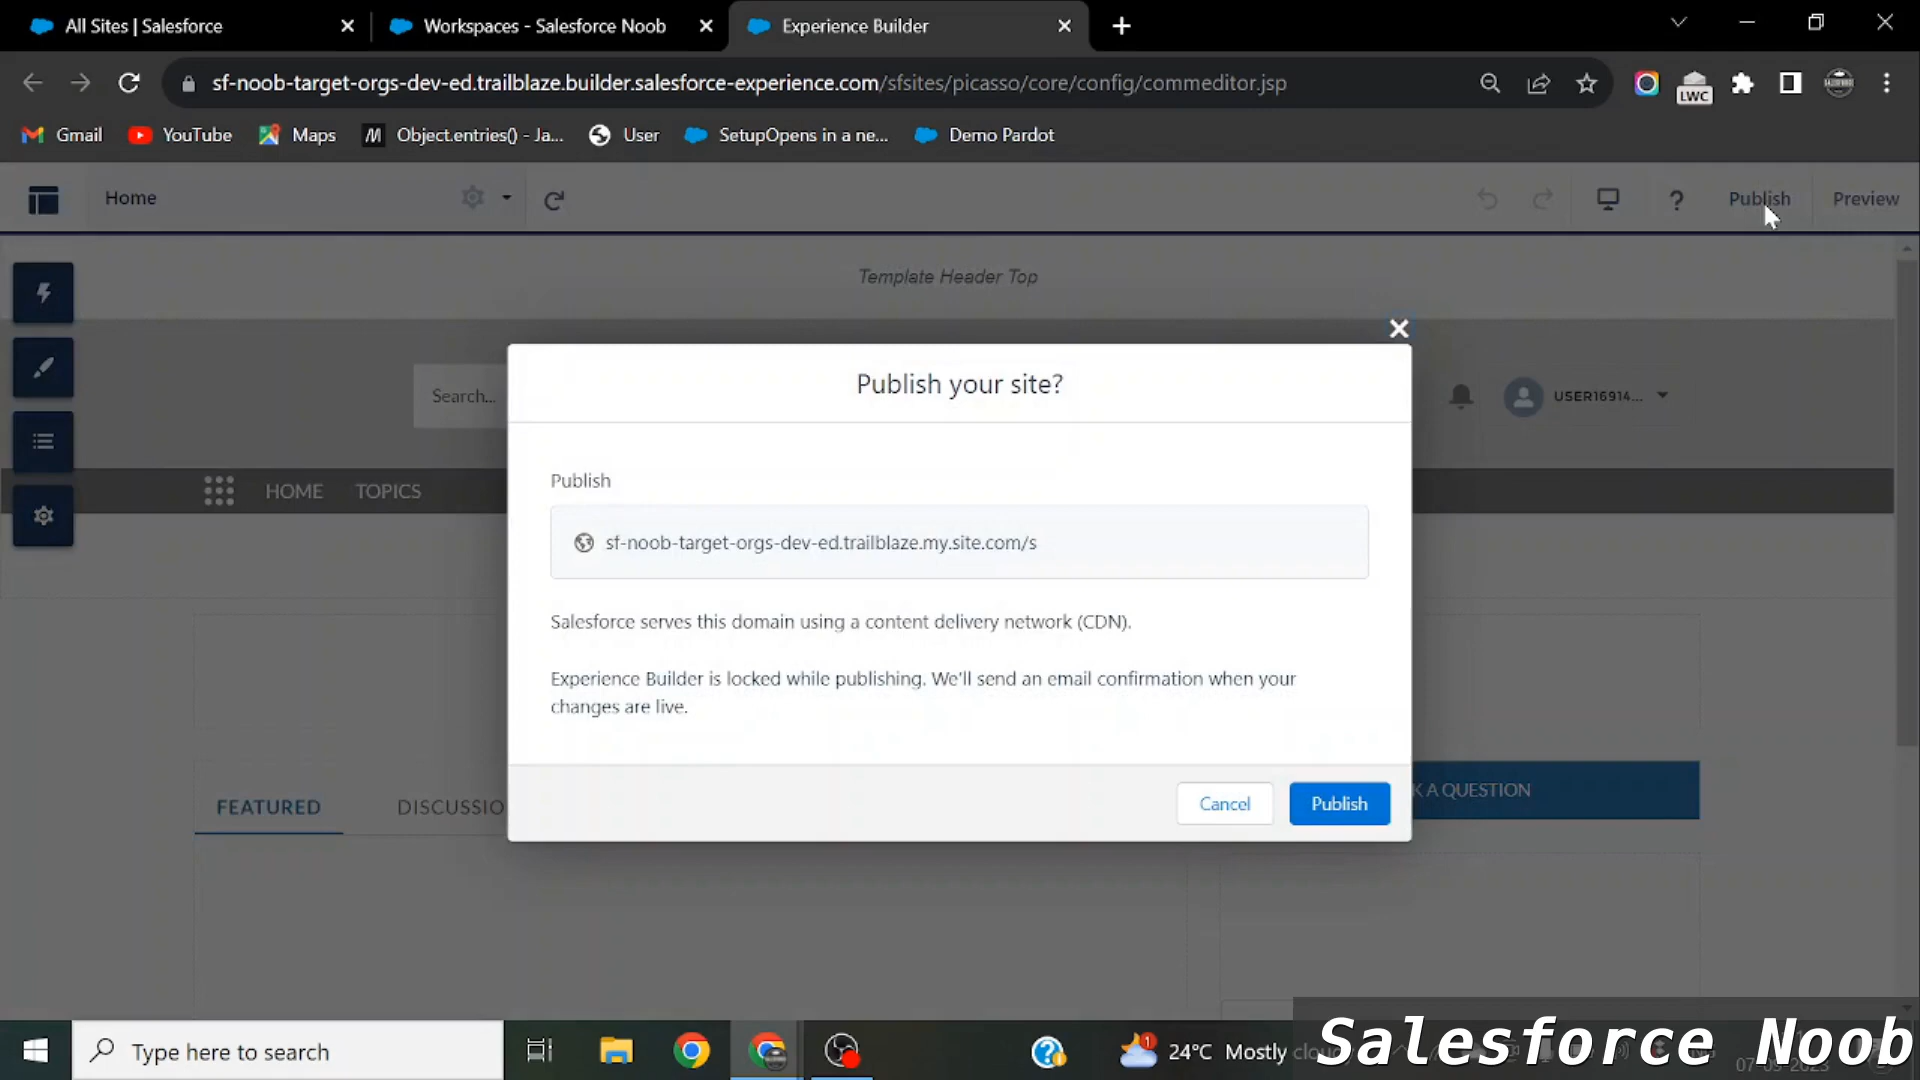 All Sites | Salesforce
Workspaces - Salesforce Noob
Experience Builder
sf-noob-target-orgs-dev-ed.trailblaze.builder.salesforce-experience.com/sfsites/picasso/core/config/commeditor.jsp
LWC
Gmail
YouTube
Maps
Object.entries() - Ja...
User
SetupOpens in a ne...
Demo Pardot
Home
?
Publish
Preview
Template Header Top
Search...
USER16914...
HOME
TOPICS
Publish your site?
Publish
sf-noob-target-orgs-dev-ed.trailblaze.my.site.com/s
Salesforce serves this domain using a content delivery network (CDN).
Experience Builder is locked while publishing. We'll send an email confirmation when your
changes are live.
Cancel
Publish
FEATURED
DISCUSSIO
K A QUESTION
Type here to search
1
24°C Mostly cloudy
Salesforce Noob